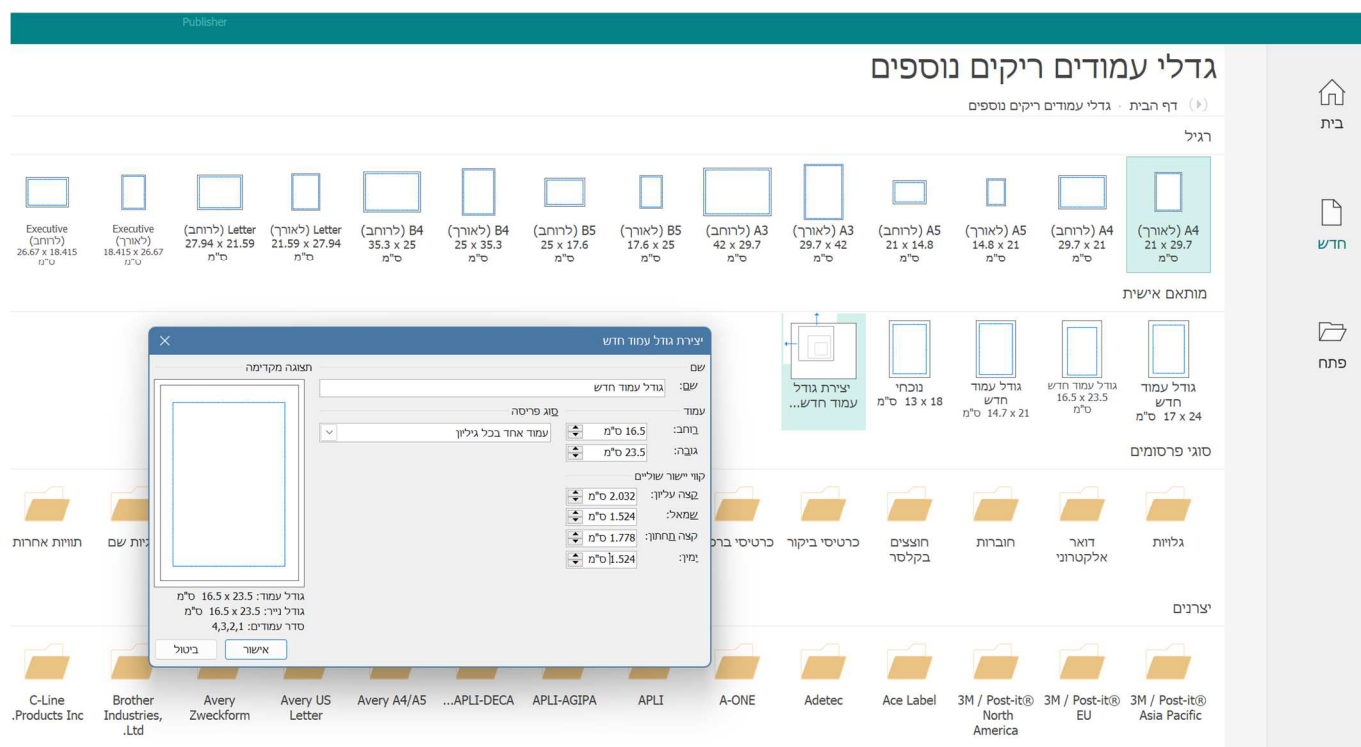 Publisher
גדלי עמודים ריקים נוספים
דף הבית · גדלי עמודים ריקים נוספים
בית
חדש
פתח
רגיל
A4 (לאורך)
21 x 29.7
ס"מ
A4 (לרוחב)
29.7 x 21
ס"מ
A5 (לאורך)
14.8 x 21
ס"מ
A5 (לרוחב)
21 x 14.8
ס"מ
A3 (לאורך)
29.7 x 42
ס"מ
A3 (לרוחב)
42 x 29.7
ס"מ
B5 (לאורך)
17.6 x 25
ס"מ
B5 (לרוחב)
25 x 17.6
ס"מ
B4 (לאורך)
25 x 35.3
ס"מ
B4 (לרוחב)
35.3 x 25
ס"מ
Letter (לאורך)
21.59 x 27.94
ס"מ
Letter (לרוחב)
27.94 x 21.59
ס"מ
Executive
(לאורך)
18.415 x 26.67
ס"מ
Executive
(לרוחב)
26.67 x 18.415
ס"מ
מותאם אישית
גודל עמוד
חדש
17 x 24 ס"מ
גודל עמוד חדש
16.5 x 23.5
ס"מ
גודל עמוד
חדש
14.7 x 21 ס"מ
נוכחי
13 x 18 ס"מ
יצירת גודל
עמוד חדש...
יצירת גודל עמוד חדש
שם
שם: גודל עמוד חדש
עמוד
רוחב: 16.5 ס"מ
גובה: 23.5 ס"מ
סוג פריסה
עמוד אחד בכל גיליון
קווי יישור שוליים
קצה עליון: 2.032 ס"מ
שמאל: 1.524 ס"מ
קצה תחתון: 1.778 ס"מ
ימין: 1.524 ס"מ
תצוגה מקדימה
גודל עמוד: 16.5 x 23.5 ס"מ
גודל נייר: 16.5 x 23.5 ס"מ
סדר עמודים: 4,3,2,1
אישור
ביטול
סוגי פרסומים
גלויות
דואר
אלקטרוני
חוברות
חוצצים
בקלסר
כרטיסי ביקור
כרטיסי
שם
תוויות אחרות
יצרנים
3M / Post-it®
Asia Pacific
3M / Post-it®
EU
3M / Post-it®
North
America
Ace Label
Adetec
A-ONE
APLI
APLI-AGIPA
APLI-DECA...
Avery A4/A5
Avery US
Letter
Avery
Zweckform
Brother
Industries,
Ltd.
C-Line
Products Inc.